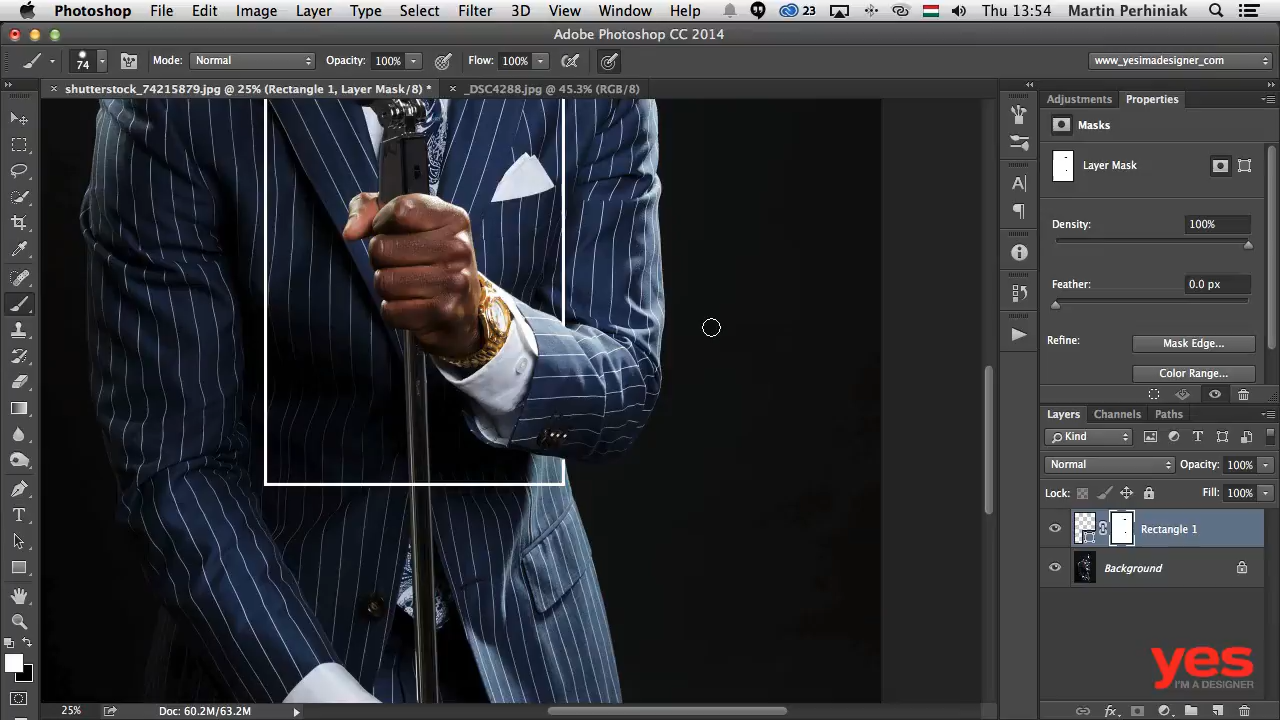 Photoshop File Edit Image Layer Type Select Filter 3D View Window Help 23 Thu 13:54 Martin Perhiniak
Adobe Photoshop CC 2014
74 Mode: Normal Opacity: 100% Flow: 100% www_yesimadesigner_com
shutterstock_74215879.jpg @ 25% (Rectangle 1, Layer Mask/8) * _DSC4288.jpg @ 45.3% (RGB/8)
Adjustments Properties
Masks
Layer Mask
Density: 100%
Feather: 0.0 px
Refine: Mask Edge...
Color Range...
Layers Channels Paths
Kind
Normal Opacity: 100%
Lock: Fill: 100%
Rectangle 1
Background
yes
I'M A DESIGNER
25% Doc: 60.2M/63.2M